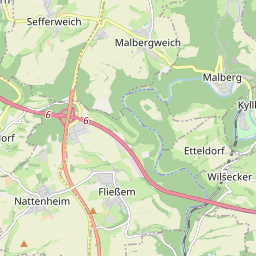 Sefferweich
Malbergweich
Malberg
Kyll
6
6
dorf
Etteldorf
Wilsecker
Fließem
Nattenheim